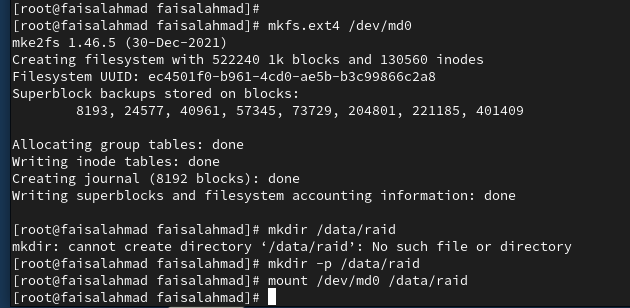 [root@faisalahmad faisalahmad]#
[root@faisalahmad faisalahmad]# mkfs.ext4 /dev/md0
mke2fs 1.46.5 (30-Dec-2021)
Creating filesystem with 522240 1k blocks and 130560 inodes
Filesystem UUID: ec4501f0-b961-4cd0-ae5b-b3c99866c2a8
Superblock backups stored on blocks:
        8193, 24577, 40961, 57345, 73729, 204801, 221185, 401409
Allocating group tables: done
Writing inode tables: done
Creating journal (8192 blocks): done
Writing superblocks and filesystem accounting information: done
[root@faisalahmad faisalahmad]# mkdir /data/raid
mkdir: cannot create directory ‘/data/raid’: No such file or directory
[root@faisalahmad faisalahmad]# mkdir -p /data/raid
[root@faisalahmad faisalahmad]# mount /dev/md0 /data/raid
[root@faisalahmad faisalahmad]#